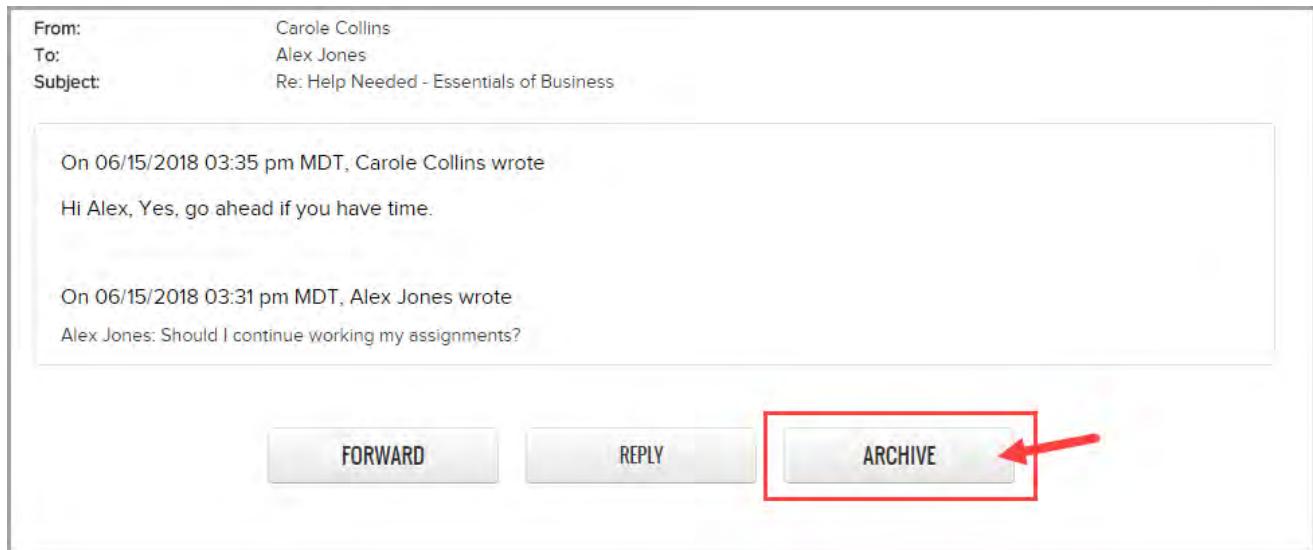 From: Carole Collins
To: Alex Jones
Subject: Re: Help Needed - Essentials of Business
On 06/15/2018 03:35 pm MDT, Carole Collins wrote
Hi Alex, Yes, go ahead if you have time.
On 06/15/2018 03:31 pm MDT, Alex Jones wrote
Alex Jones: Should I continue working my assignments?
FORWARD REPLY ARCHIVE